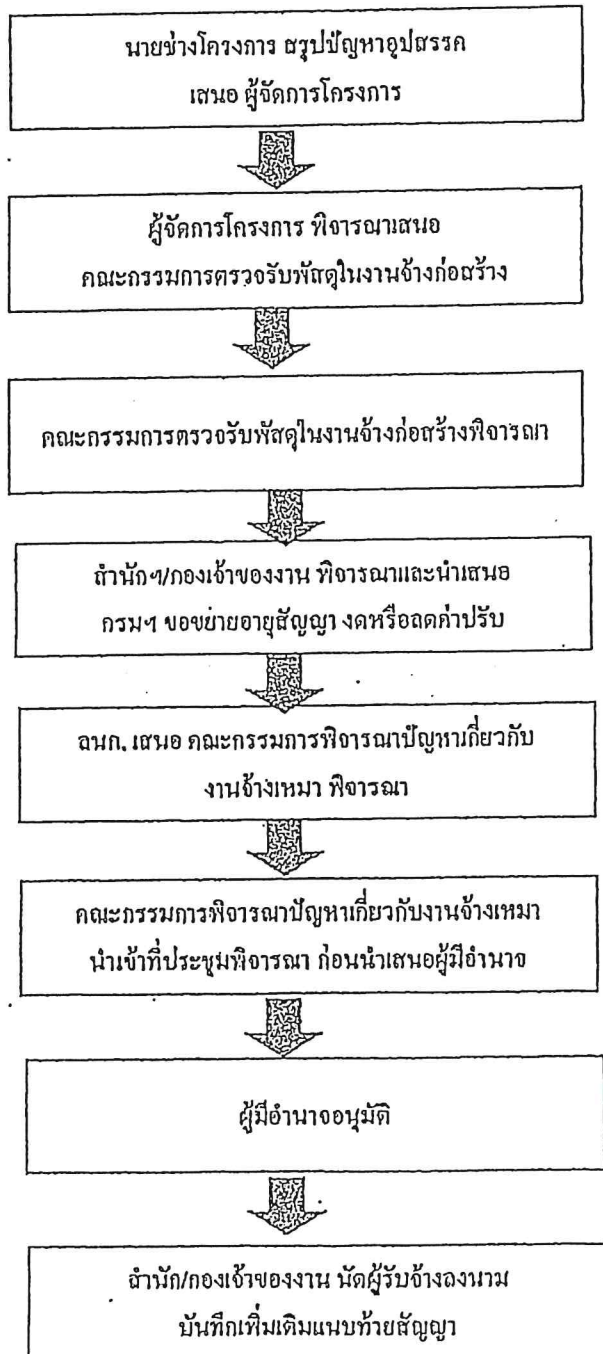 นายช่างโครงการ สรุปปัญหาอุปสรรค
เสนอ ผู้จัดการโครงการ
ผู้จัดการโครงการ พิจารณาเสนอ
คณะกรรมการตรวจรับพัสดุในงานจ้างก่อสร้าง
คณะกรรมการตรวจรับพัสดุในงานจ้างก่อสร้างพิจารณา
สำนักฯ/กองเจ้าของงาน พิจารณาและนำเสนอ
กรมฯ ขอขยายอายุสัญญา งดหรือลดค่าปรับ
ลนก. เสนอ คณะกรรมการพิจารณาปัญหาเกี่ยวกับ
งานจ้างเหมา พิจารณา
คณะกรรมการพิจารณาปัญหาเกี่ยวกับงานจ้างเหมา
นำเข้าที่ประชุมพิจารณา ก่อนนำเสนอผู้มีอำนาจ
ผู้มีอำนาจอนุมัติ
สำนัก/กองเจ้าของงาน นัดผู้รับจ้างลงนาม
บันทึกเพิ่มเติมแนบท้ายสัญญา